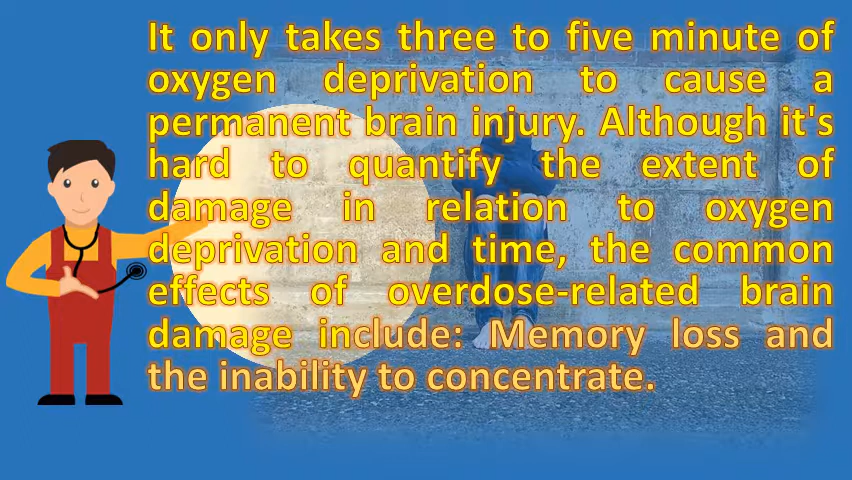 It only takes three to five minute of
oxygen deprivation to cause a
permanent brain injury. Although it's
hard to quantify the extent of
damage in relation to oxygen
deprivation and time, the common
effects of overdose-related brain
damage include: Memory loss and
the inability to concentrate.